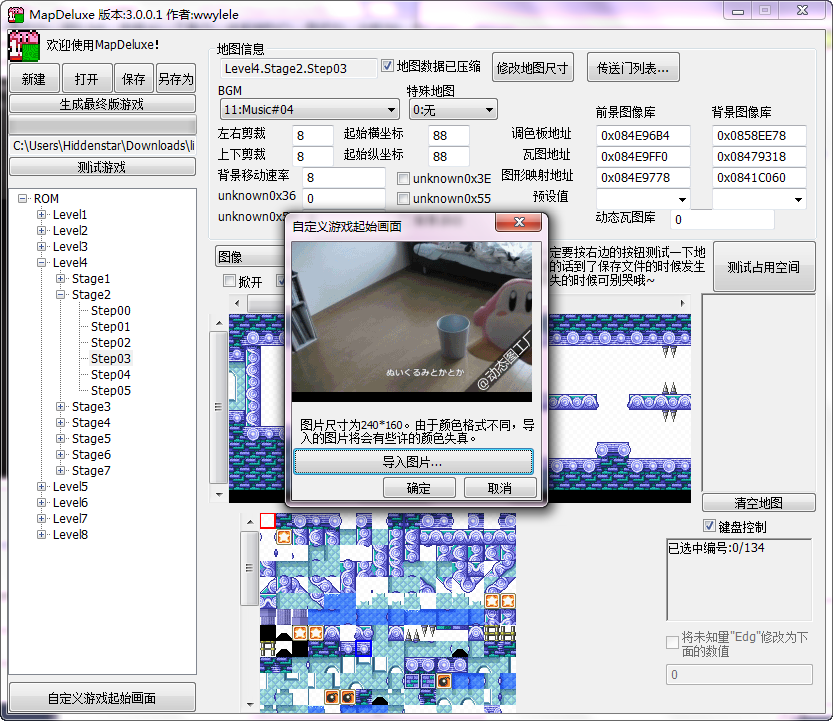 MapDeluxe 版本:3.0.0.1 作者:wwylele
欢迎使用MapDeluxe!
新建
打开
保存
另存为
生成最终版游戏
C:\Users\Hiddenstar\Downloads\li
测试游戏
ROM
Level1
Level2
Level3
Level4
Stage1
Stage2
Step00
Step01
Step02
Step03
Step04
Step05
Stage3
Stage4
Stage5
Stage6
Stage7
Level5
Level6
Level7
Level8
自定义游戏起始画面
地图信息
Level4.Stage2.Step03
地图数据已压缩
修改地图尺寸
传送门列表...
BGM
特殊地图
11:Music#04
0:无
前景图像库
背景图像库
左右剪裁
8
起始横坐标
88
调色板地址
0x084E96B4
0x0858EE78
上下剪裁
8
起始纵坐标
88
瓦图地址
0x084E9FF0
0x08479318
背景移动速率
8
unknown0x3E
图形映射地址
0x084E9778
0x0841C060
unknown0x36
0
unknown0x55
预设值
动态瓦图库
0
图像
掀开
定要按右边的按钮测试一下地
的话到了保存文件的时候发生
失的时候可别哭哦~
测试占用空间
自定义游戏起始画面
ぬいぐるみとかとか
@动态图工厂
图片尺寸为240*160。由于颜色格式不同，导
入的图片将会有些许的颜色失真。
导入图片...
确定
取消
清空地图
键盘控制
已选中编号:0/134
将未知量"Edg"修改为下
面的数值
0